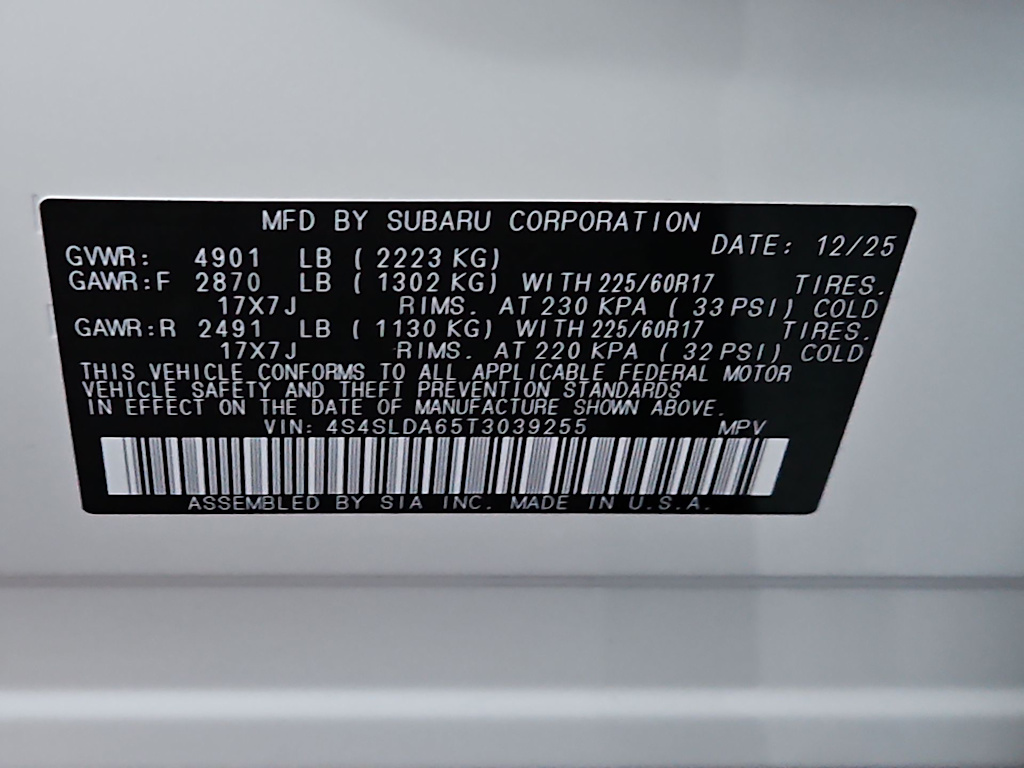 MFD BY SUBARU CORPORATION
DATE: 12/25
GVWR: 4901 LB ( 2223 KG)
GAWR:F 2870 LB ( 1302 KG) WITH 225/60R17 TIRES.
17X7J RIMS. AT 230 KPA ( 33 PSI) COLD
GAWR:R 2491 LB ( 1130 KG) WITH 225/60R17 TIRES.
17X7J RIMS. AT 220 KPA ( 32 PSI) COLD
THIS VEHICLE CONFORMS TO ALL APPLICABLE FEDERAL MOTOR
VEHICLE SAFETY AND THEFT PREVENTION STANDARDS
IN EFFECT ON THE DATE OF MANUFACTURE SHOWN ABOVE.
VIN: 4S4SLDA65T3039255 MPV
ASSEMBLED BY SIA INC. MADE IN U.S.A.